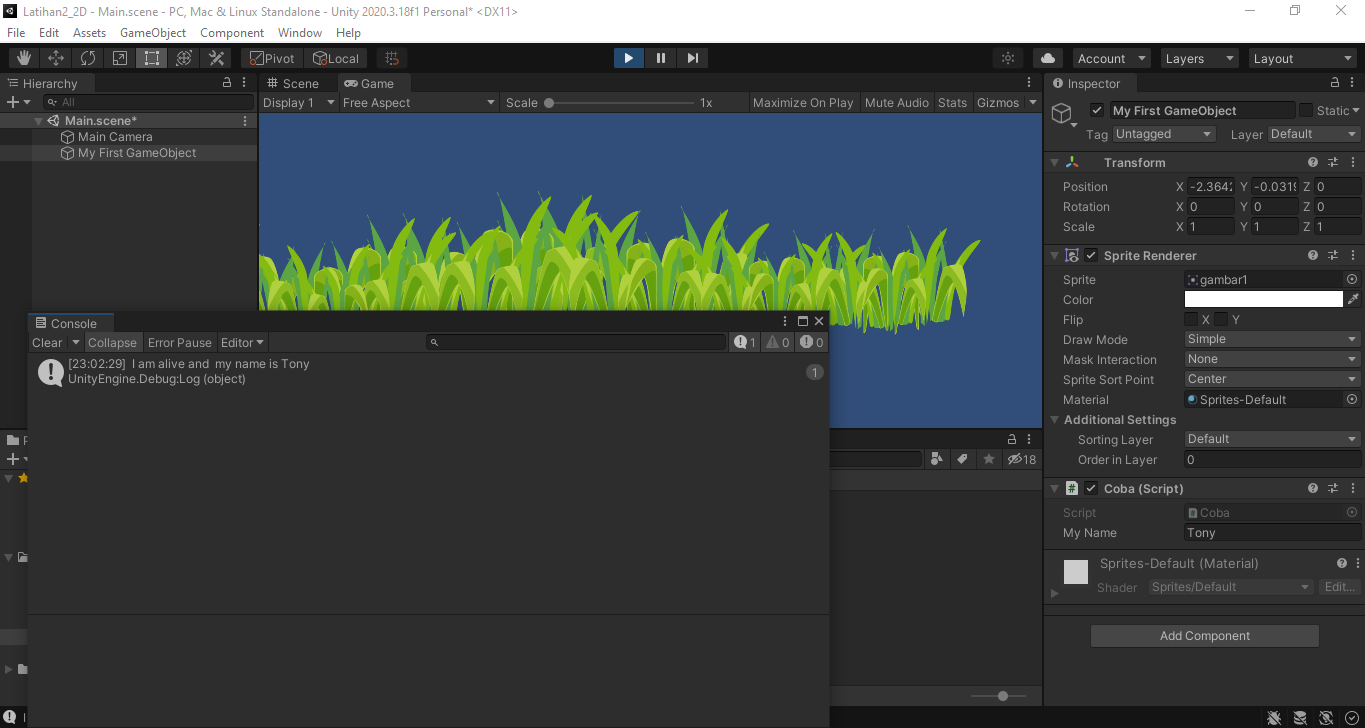 Latihan2_2D - Main.scene - PC, Mac & Linux Standalone - Unity 2020.3.18f1 Personal* <DX11>
File Edit Assets GameObject Component Window Help
Pivot Local Account Layers Layout
Hierarchy
All
Main.scene*
Main Camera
My First GameObject
Scene Game
Display 1 Free Aspect Scale 1x Maximize On Play Mute Audio Stats Gizmos
Console
Clear Collapse Error Pause Editor 1 0 0
[23:02:29] I am alive and my name is Tony
UnityEngine.Debug:Log (object)
1
18
Inspector
My First GameObject Static
Tag Untagged Layer Default
Transform
Position X -2.3642 Y -0.0319 Z 0
Rotation X 0 Y 0 Z 0
Scale X 1 Y 1 Z 1
Sprite Renderer
Sprite gambar1
Color
Flip X Y
Draw Mode Simple
Mask Interaction None
Sprite Sort Point Center
Material Sprites-Default
Additional Settings
Sorting Layer Default
Order in Layer 0
# Coba (Script)
Script Coba
My Name Tony
Sprites-Default (Material)
Shader Sprites/Default Edit...
Add Component